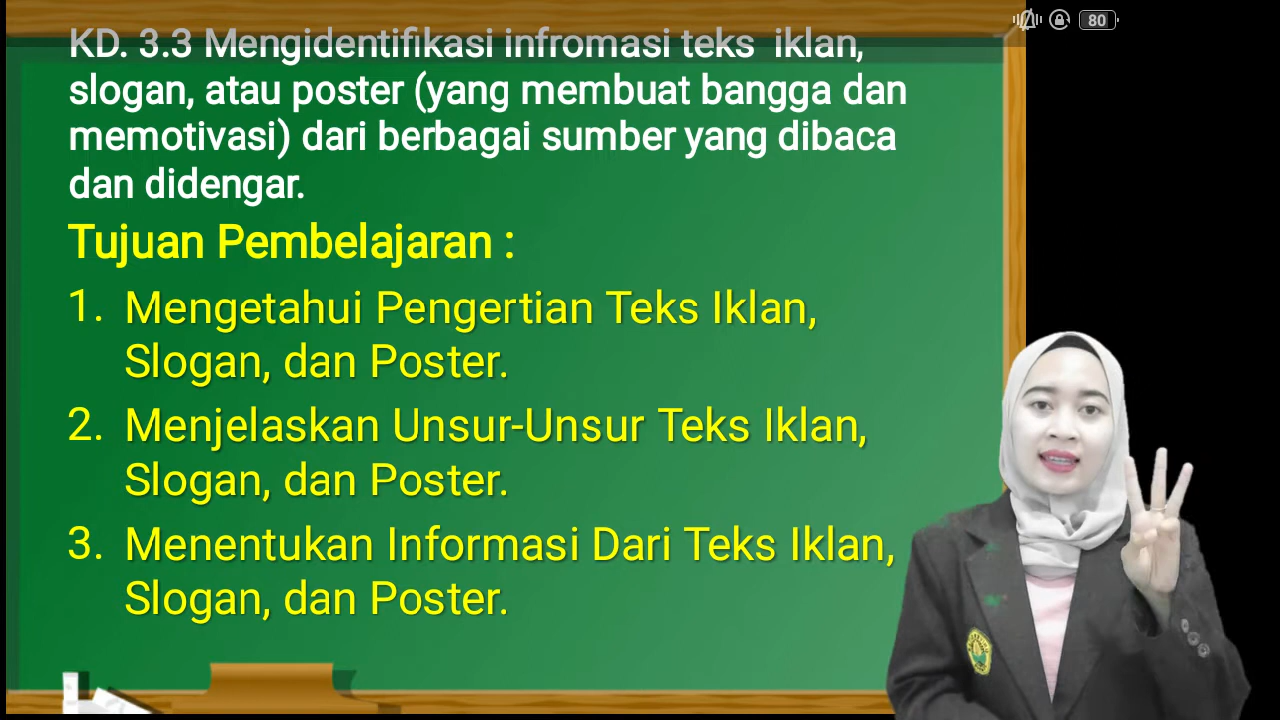 80
KD. 3.3 Mengidentifikasi infromasi teks iklan,
slogan, atau poster (yang membuat bangga dan
memotivasi) dari berbagai sumber yang dibaca
dan didengar.
Tujuan Pembelajaran :
1. Mengetahui Pengertian Teks Iklan,
Slogan, dan Poster.
2. Menjelaskan Unsur-Unsur Teks Iklan,
Slogan, dan Poster.
3. Menentukan Informasi Dari Teks Iklan,
Slogan, dan Poster.